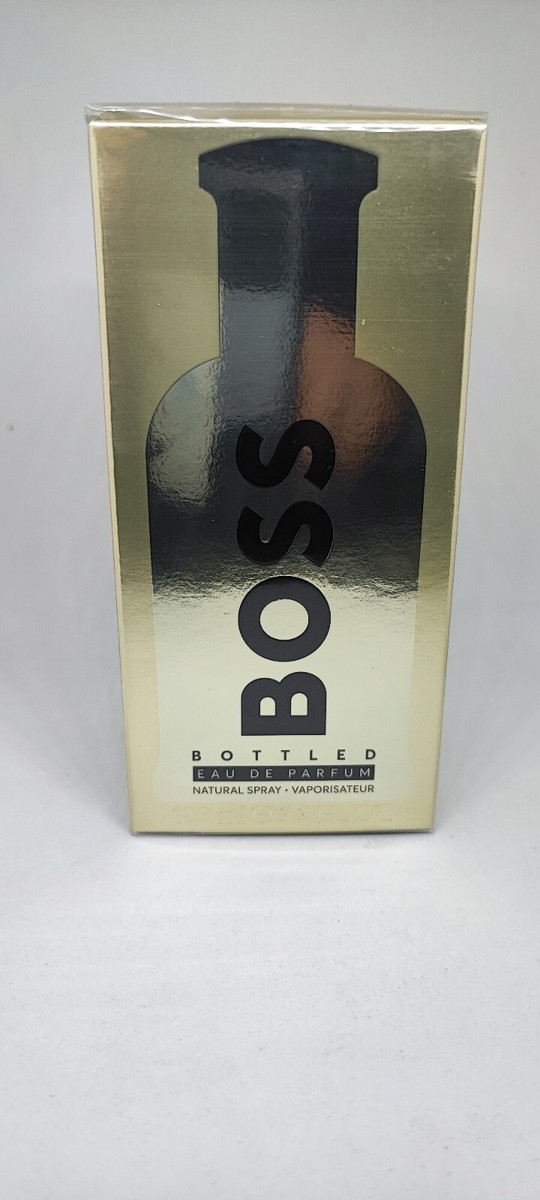 BOSS
BOTTLED
EAU DE PARFUM
NATURAL SPRAY • VAPORISATEUR